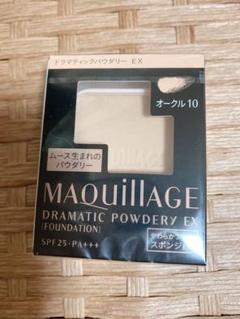 ドラマティックパウダリー EX
オークル 10
ムース生まれの
パウダリー
MAQuillAGE
DRAMATIC POWDERY EX
(FOUNDATION)
SPF25・PA+++
スポンジ